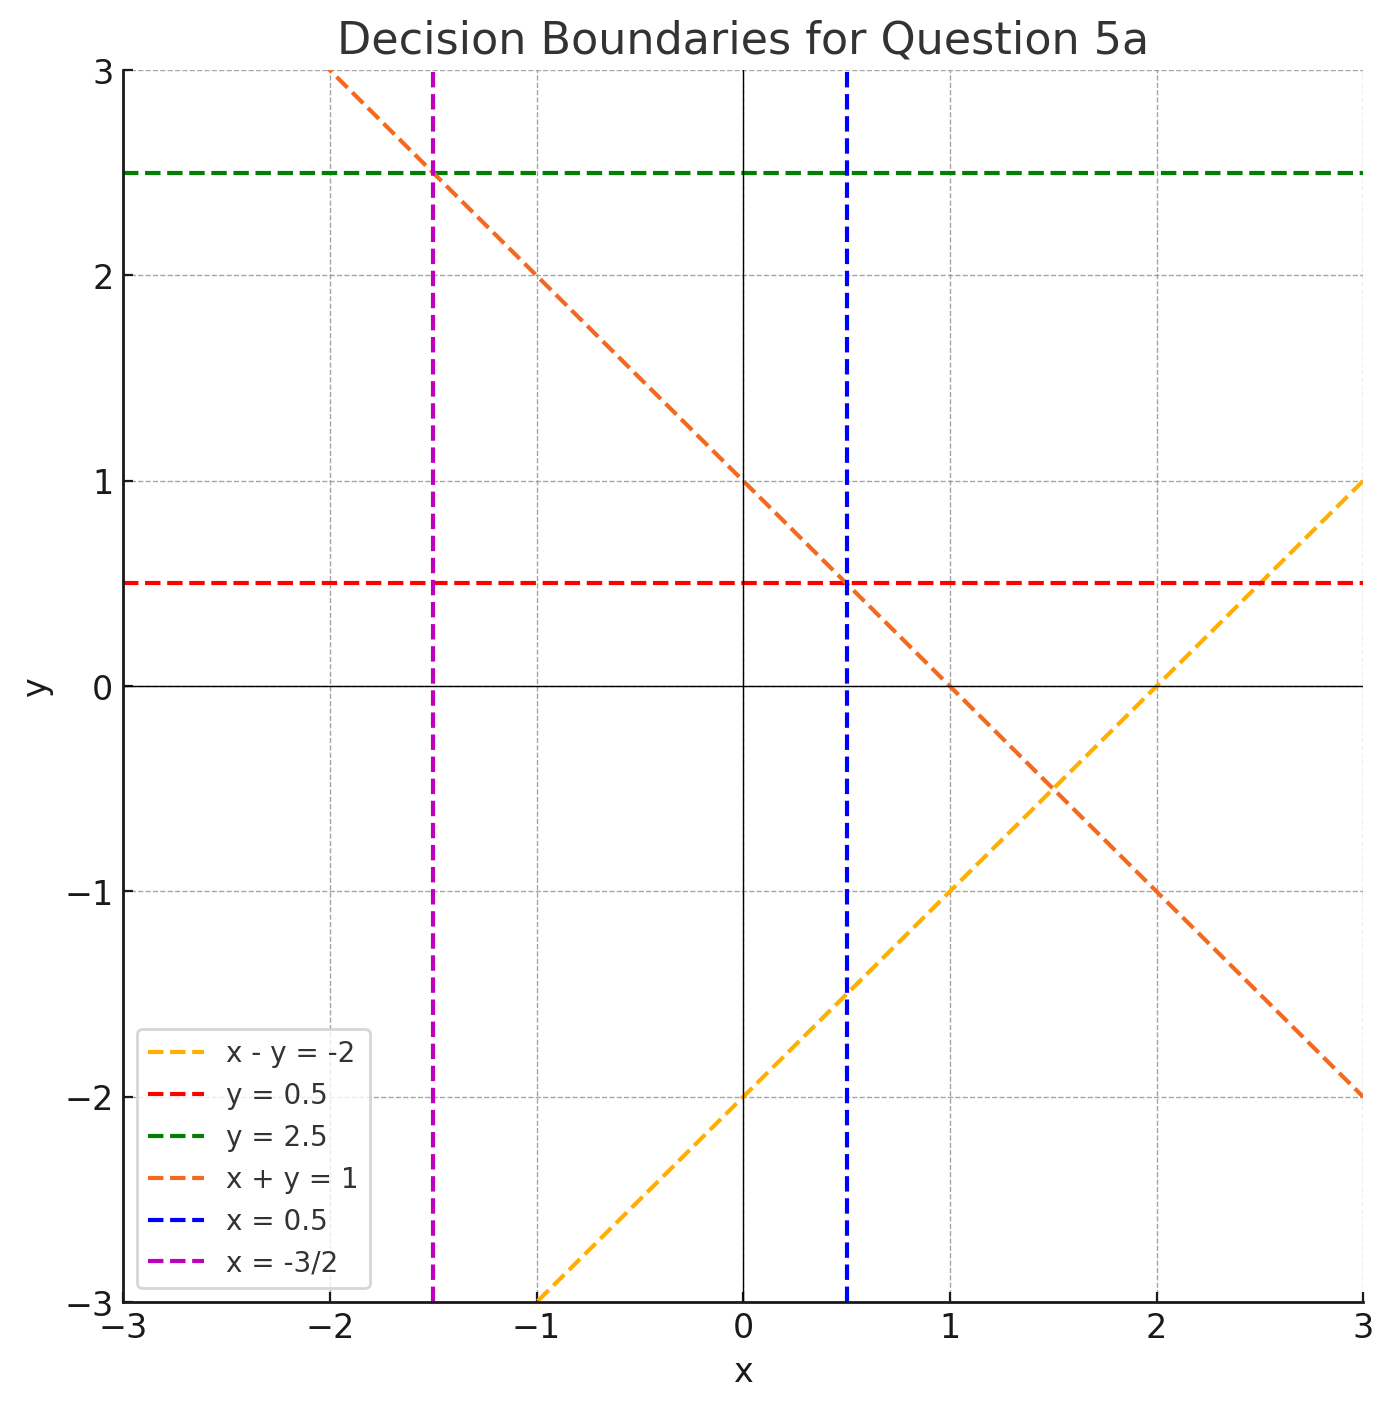 Decision Boundaries for Question 5a
3
2
1
0
−1
−2
−3
y
x - y = -2
y = 0.5
y = 2.5
x + y = 1
x = 0.5
x = -3/2
−3 −2 −1 0 1 2 3
x